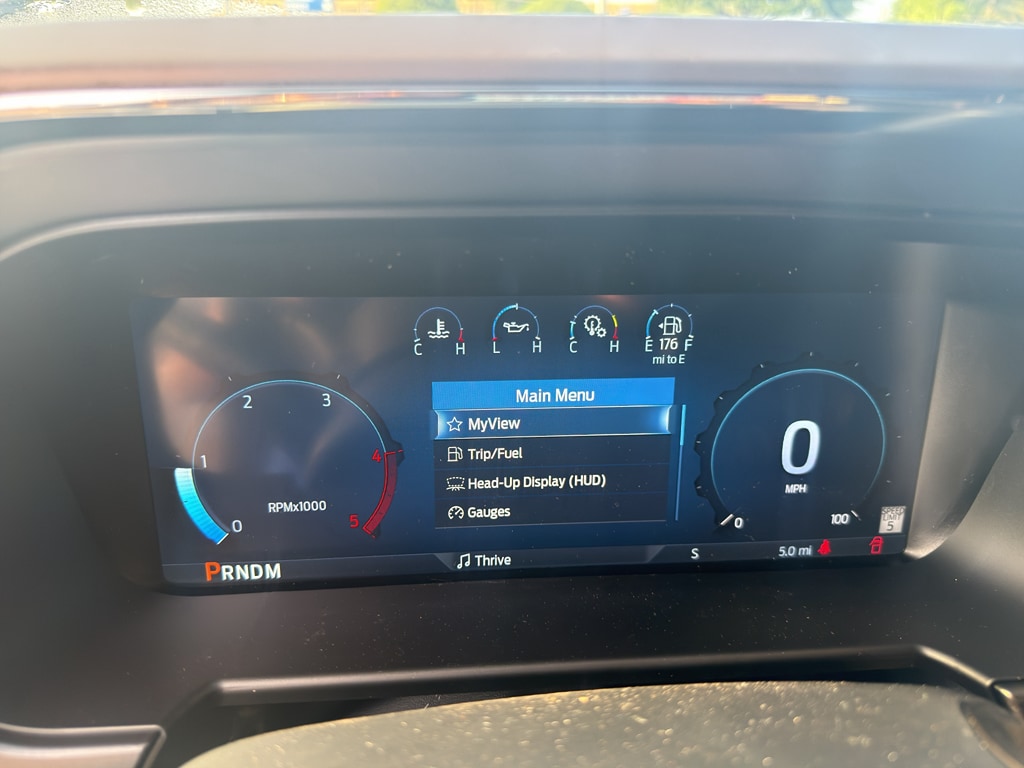 C H
L H
C H
E 176 F
mi to E
Main Menu
MyView
Trip/Fuel
Head-Up Display (HUD)
Gauges
0
1
2
3
4
5
RPMx1000
0
MPH
0
100
SPEED
LIMIT
5
PRNDM
Thrive
S
5.0 mi